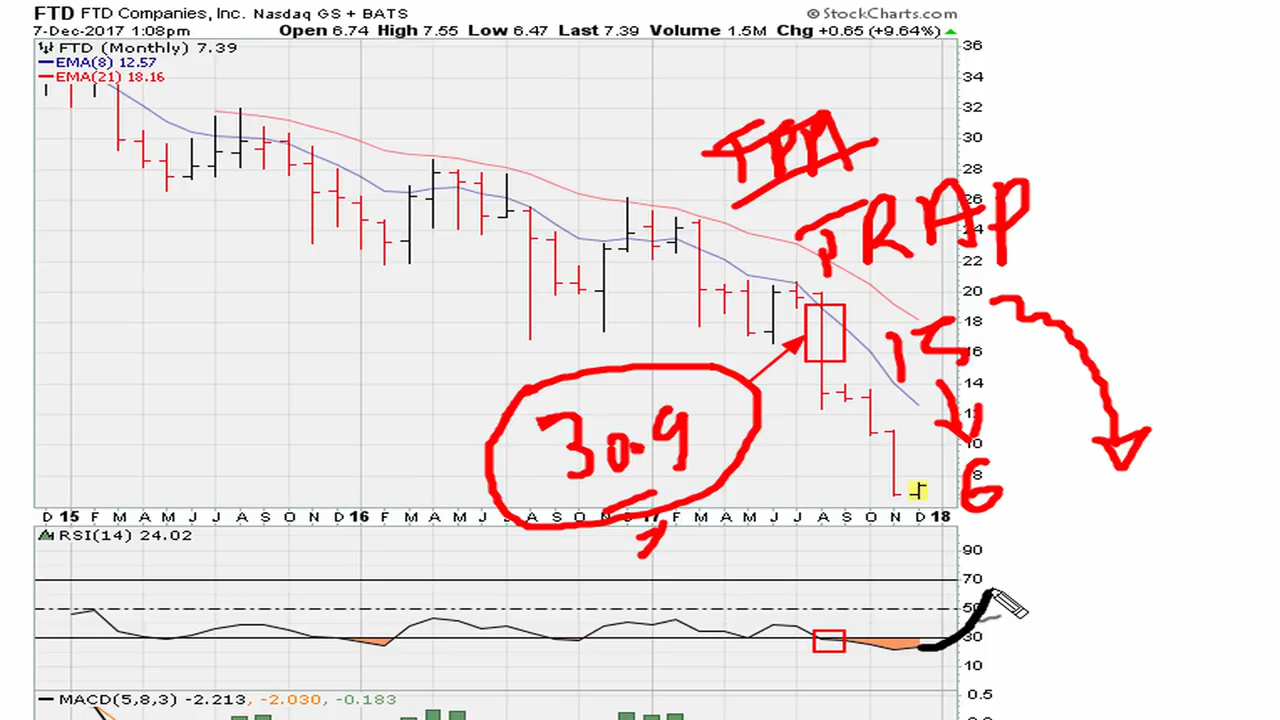 FTD FTD Companies, Inc. Nasdaq GS + BATS
© StockCharts.com
7-Dec-2017 1:08pm
Open 6.74 High 7.55 Low 6.47 Last 7.39 Volume 1.5M Chg +0.65 (+9.64%)
FTD (Monthly) 7.39
EMA(8) 12.57
EMA(21) 18.16
36
34
32
30
28
26
24
22
20
18
16
14
12
10
8
TRAP
15
6
30.9
D 15 F M A M J J A S O N D 16 F M A M J J A S O N D 17 F M A M J J A S O N D 18
RSI(14) 24.02
90
70
50
30
10
MACD(5,8,3) -2.213, -2.030, -0.183
0.5